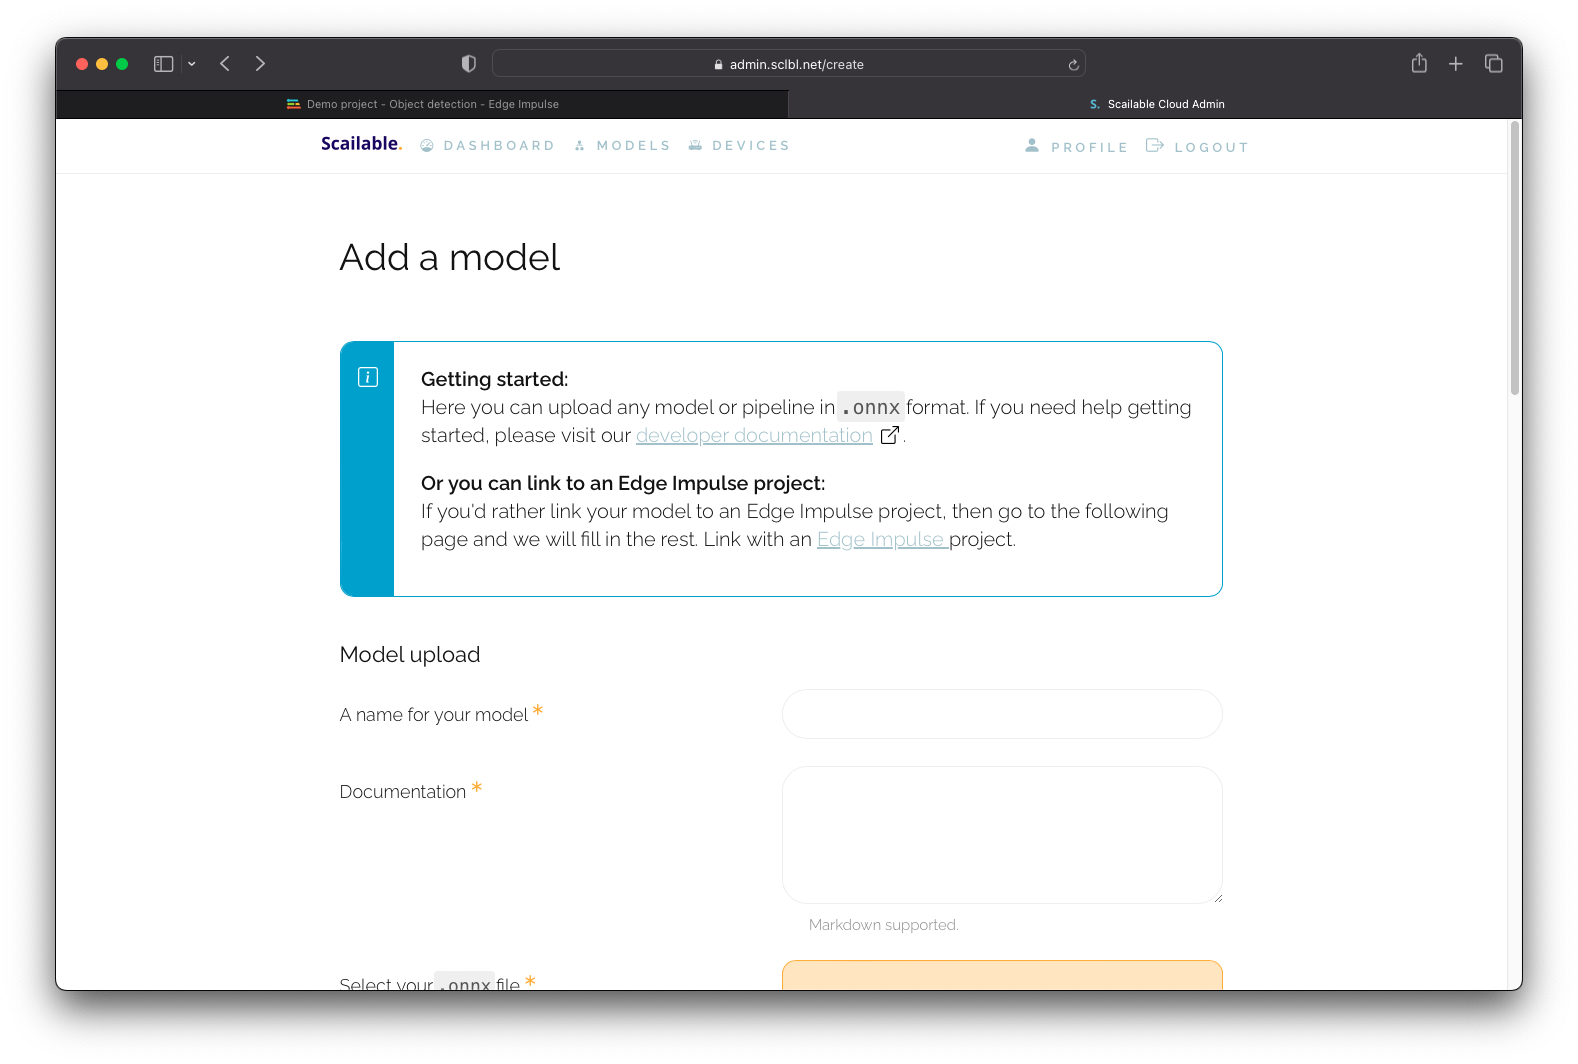 admin.sclbl.net/create
Demo project - Object detection - Edge Impulse
S. Scailable Cloud Admin
Scailable. DASHBOARD MODELS DEVICES PROFILE LOGOUT
Add a model
Getting started:
Here you can upload any model or pipeline in .onnx format. If you need help getting
started, please visit our developer documentation .
Or you can link to an Edge Impulse project:
If you'd rather link your model to an Edge Impulse project, then go to the following
page and we will fill in the rest. Link with an Edge Impulse project.
Model upload
A name for your model *
Documentation *
Markdown supported.
Select your .onnx file *